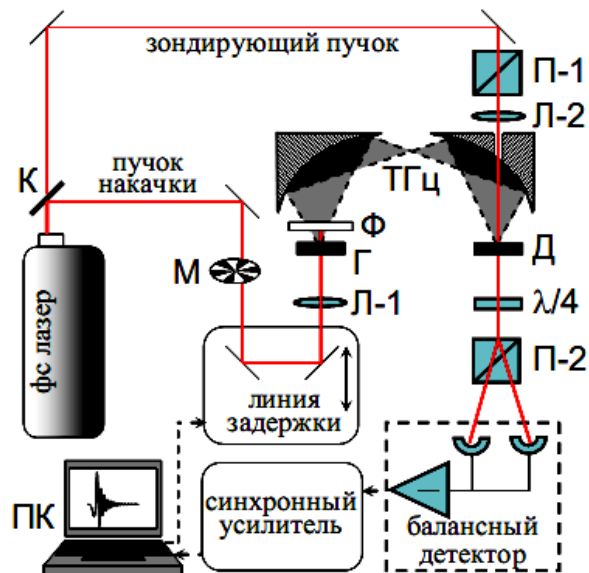 зондирующий пучок
П-1
Л-2
пучок
накачки
К
ТГц
Ф
Г
Д
М
Л-1
λ/4
фс лазер
П-2
линия
задержки
ПК
синхронный
усилитель
балансный
детектор